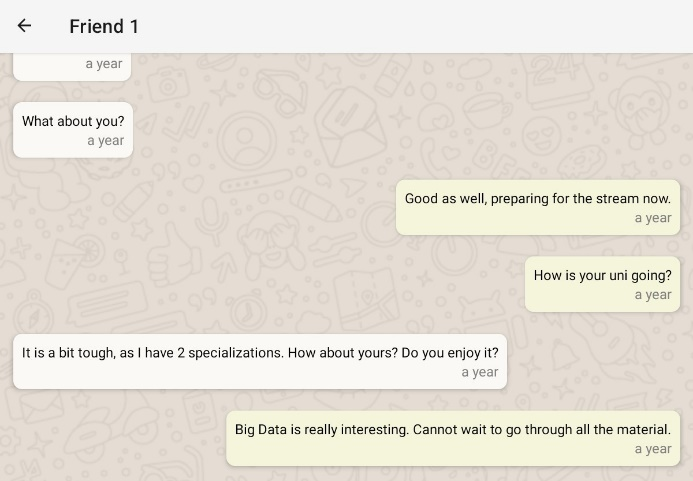 Friend 1
a year
What about you?
a year
Good as well, preparing for the stream now.
a year
How is your uni going?
a year
It is a bit tough, as I have 2 specializations. How about yours? Do you enjoy it?
a year
Big Data is really interesting. Cannot wait to go through all the material.
a year